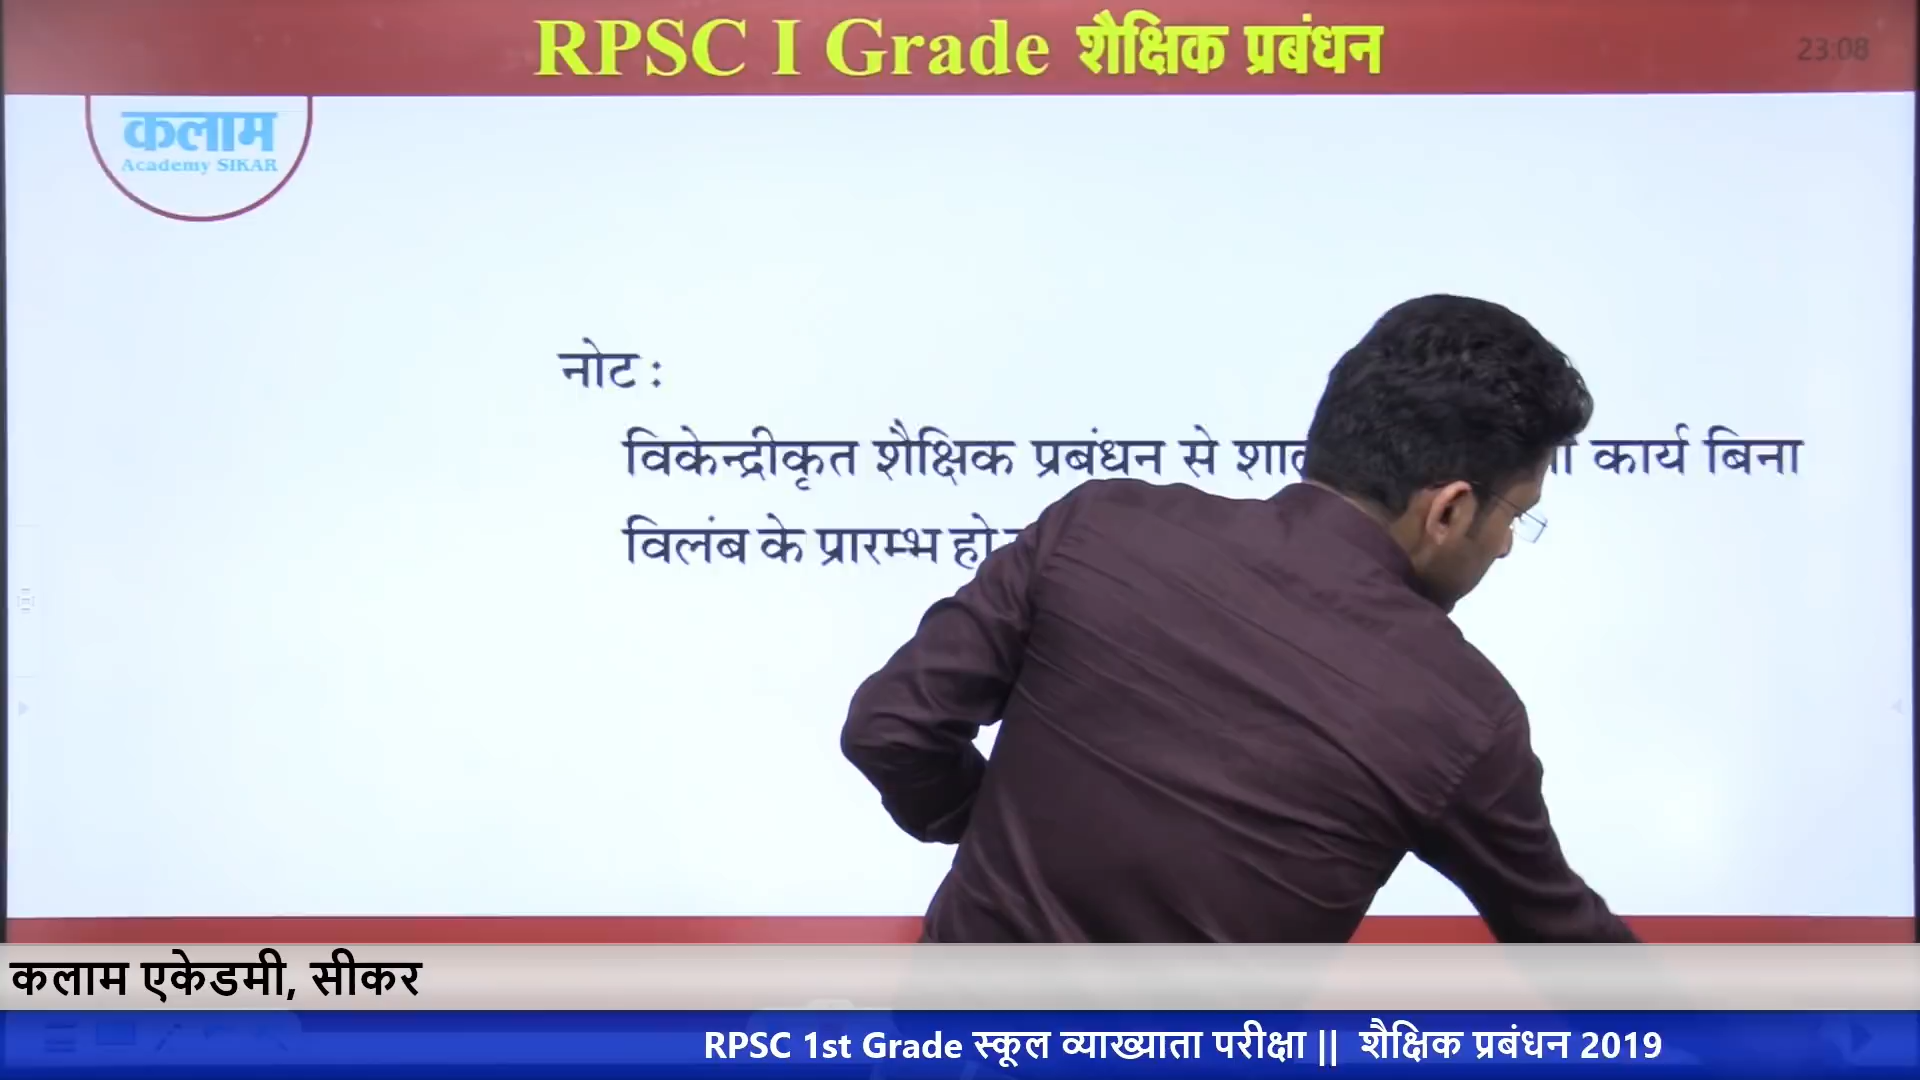 RPSC I Grade शैक्षिक प्रबंधन
23:08
कलाम
Academy SIKAR
नोट :
विकेन्द्रीकृत शैक्षिक प्रबंधन से कार्य बिना
विलंब के प्रारम्भ हो
कलाम एकेडमी, सीकर
RPSC 1st Grade स्कूल व्याख्याता परीक्षा || शैक्षिक प्रबंधन 2019